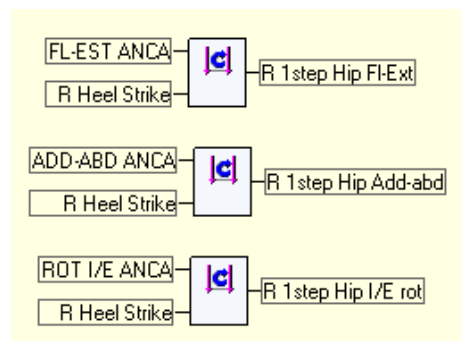 FL-EST ANCA
R Heel Strike
R 1step Hip Fl-Ext
ADD-ABD ANCA
R Heel Strike
R 1step Hip Add-abd
ROT I/E ANCA
R Heel Strike
R 1step Hip I/E rot